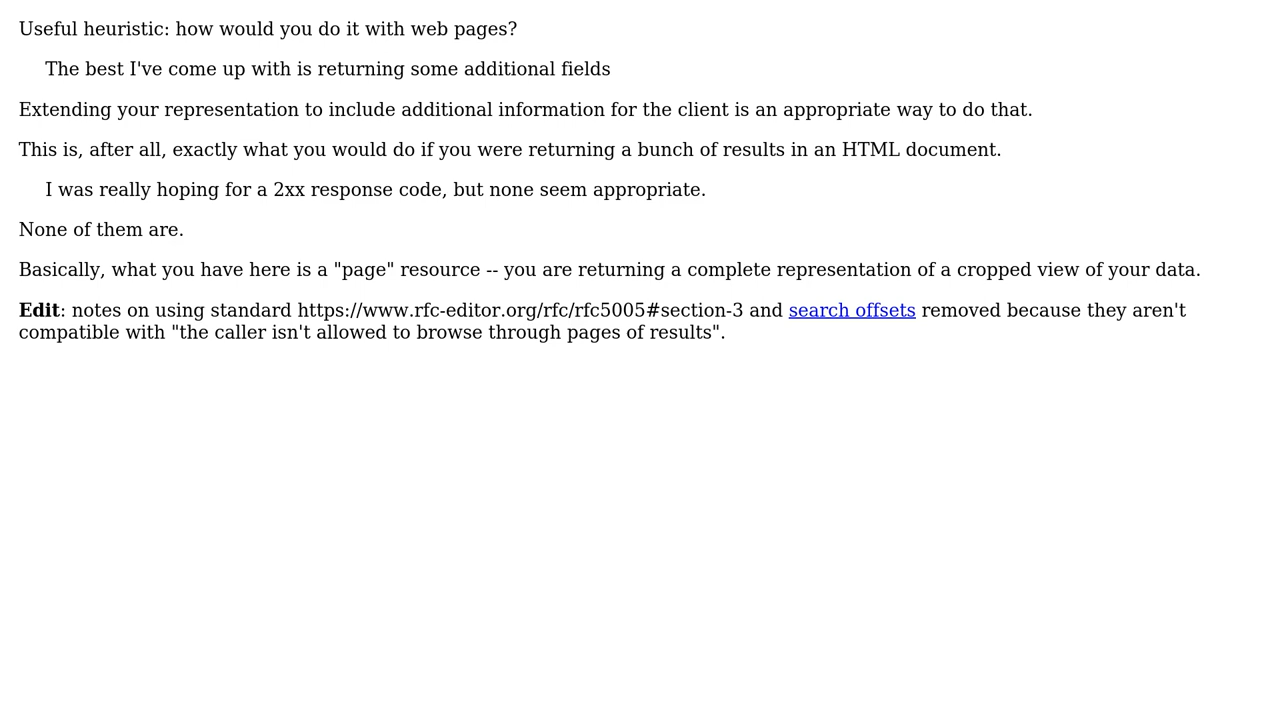 Useful heuristic: how would you do it with web pages?
The best I've come up with is returning some additional fields
Extending your representation to include additional information for the client is an appropriate way to do that.
This is, after all, exactly what you would do if you were returning a bunch of results in an HTML document.
I was really hoping for a 2xx response code, but none seem appropriate.
None of them are.
Basically, what you have here is a "page" resource -- you are returning a complete representation of a cropped view of your data.
Edit: notes on using standard https://www.rfc-editor.org/rfc/rfc5005#section-3 and search offsets removed because they aren't
compatible with "the caller isn't allowed to browse through pages of results".